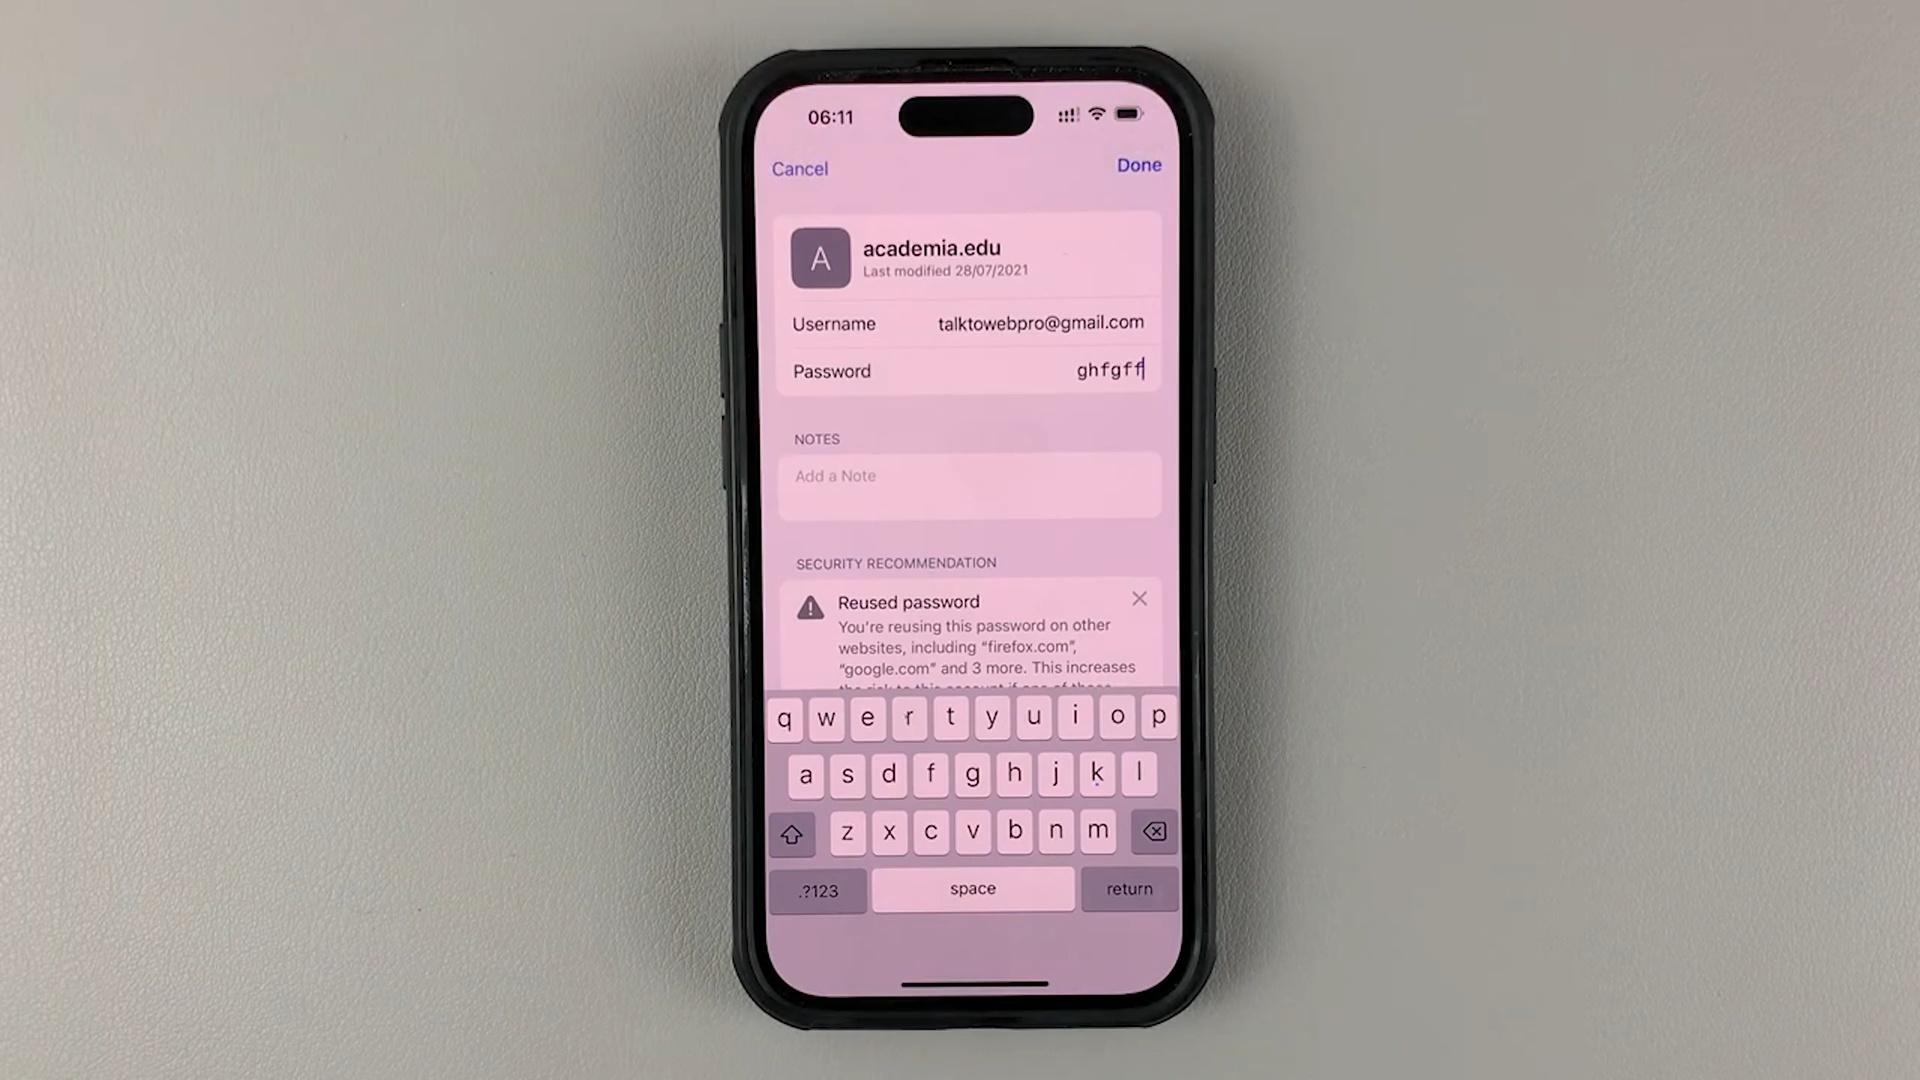 06:11
Cancel
Done
A
academia.edu
Last modified 28/07/2021
Username
talktowebpro@gmail.com
Password
ghfgff
NOTES
Add a Note
SECURITY RECOMMENDATION
Reused password
You're reusing this password on other
websites, including "firefox.com",
"google.com" and 3 more. This increases
q w e r t y u i o p
a s d f g h j k l
z x c v b n m
.?123
space
return